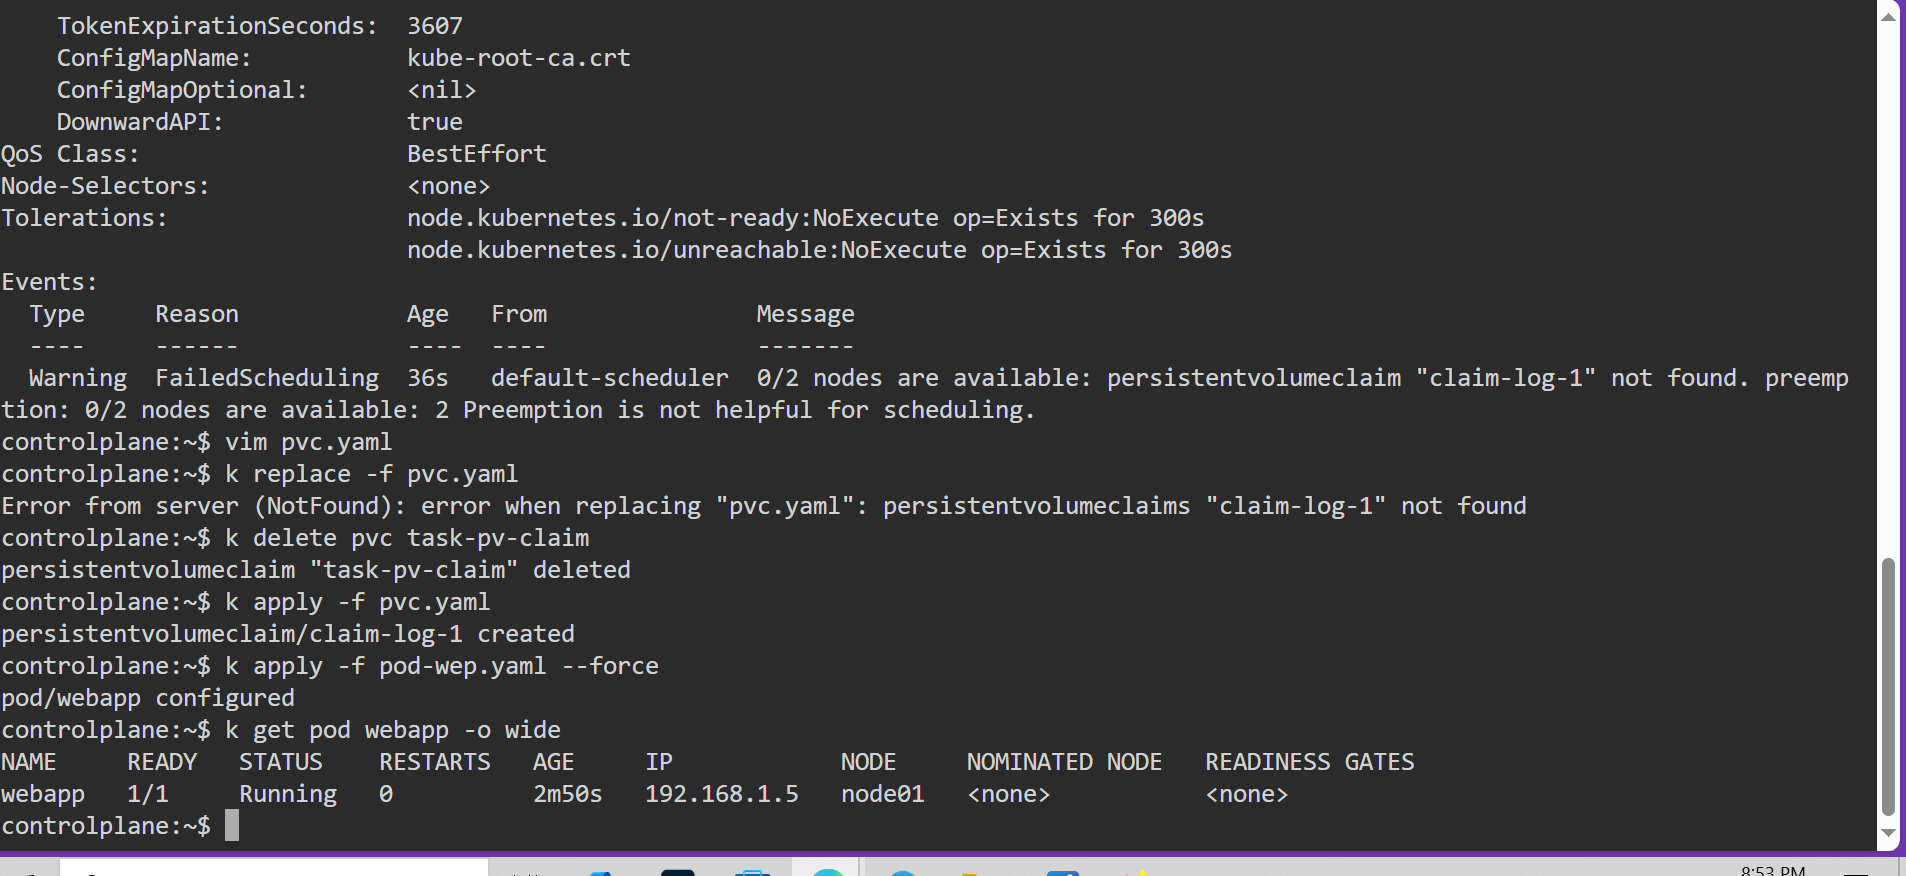 TokenExpirationSeconds:  3607
ConfigMapName:           kube-root-ca.crt
ConfigMapOptional:       <nil>
DownwardAPI:             true
QoS Class:                   BestEffort
Node-Selectors:              <none>
Tolerations:                 node.kubernetes.io/not-ready:NoExecute op=Exists for 300s
                             node.kubernetes.io/unreachable:NoExecute op=Exists for 300s
Events:
  Type     Reason            Age   From               Message
  ----     ------            ----  ----               -------
  Warning  FailedScheduling  36s   default-scheduler  0/2 nodes are available: persistentvolumeclaim "claim-log-1" not found. preemp
tion: 0/2 nodes are available: 2 Preemption is not helpful for scheduling.
controlplane:~$ vim pvc.yaml
controlplane:~$ k replace -f pvc.yaml
Error from server (NotFound): error when replacing "pvc.yaml": persistentvolumeclaims "claim-log-1" not found
controlplane:~$ k delete pvc task-pv-claim
persistentvolumeclaim "task-pv-claim" deleted
controlplane:~$ k apply -f pvc.yaml
persistentvolumeclaim/claim-log-1 created
controlplane:~$ k apply -f pod-wep.yaml --force
pod/webapp configured
controlplane:~$ k get pod webapp -o wide
NAME     READY   STATUS    RESTARTS   AGE     IP            NODE     NOMINATED NODE   READINESS GATES
webapp   1/1     Running   0          2m50s   192.168.1.5   node01   <none>           <none>
controlplane:~$
8:53 PM